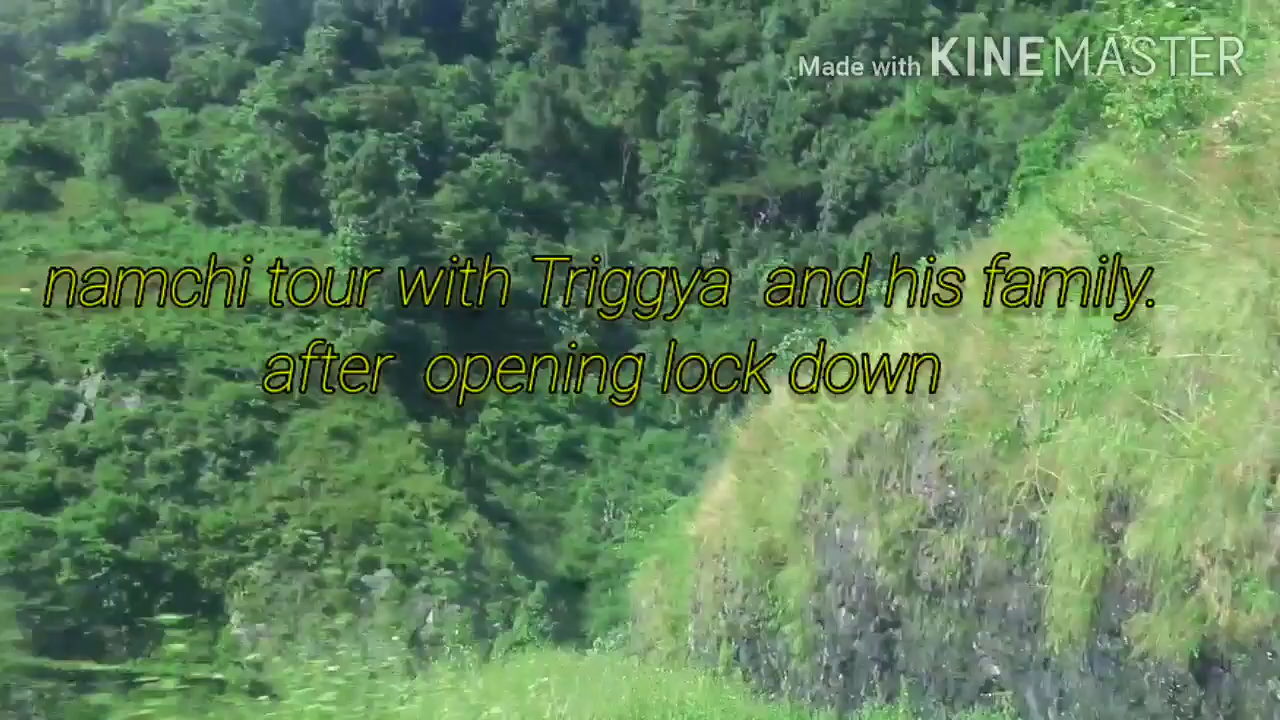 Made with KINEMASTER
namchi tour with Triggya and his family.
after opening lock down